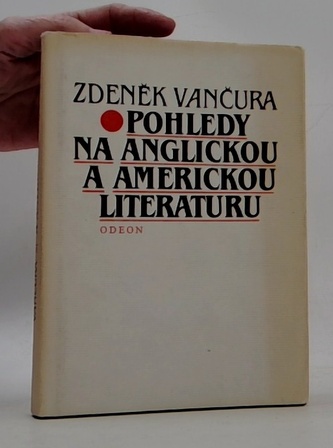 ZDENĚK VANČURA
POHLEDY
NA ANGLICKOU
A AMERICKOU
LITERATURU
ODEON